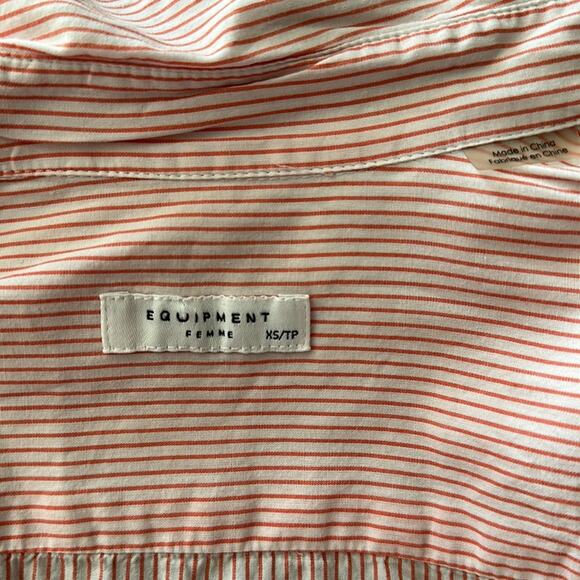 Made in China
Fabriqué en Chine
EQUIPMENT
FEMME XS/TP